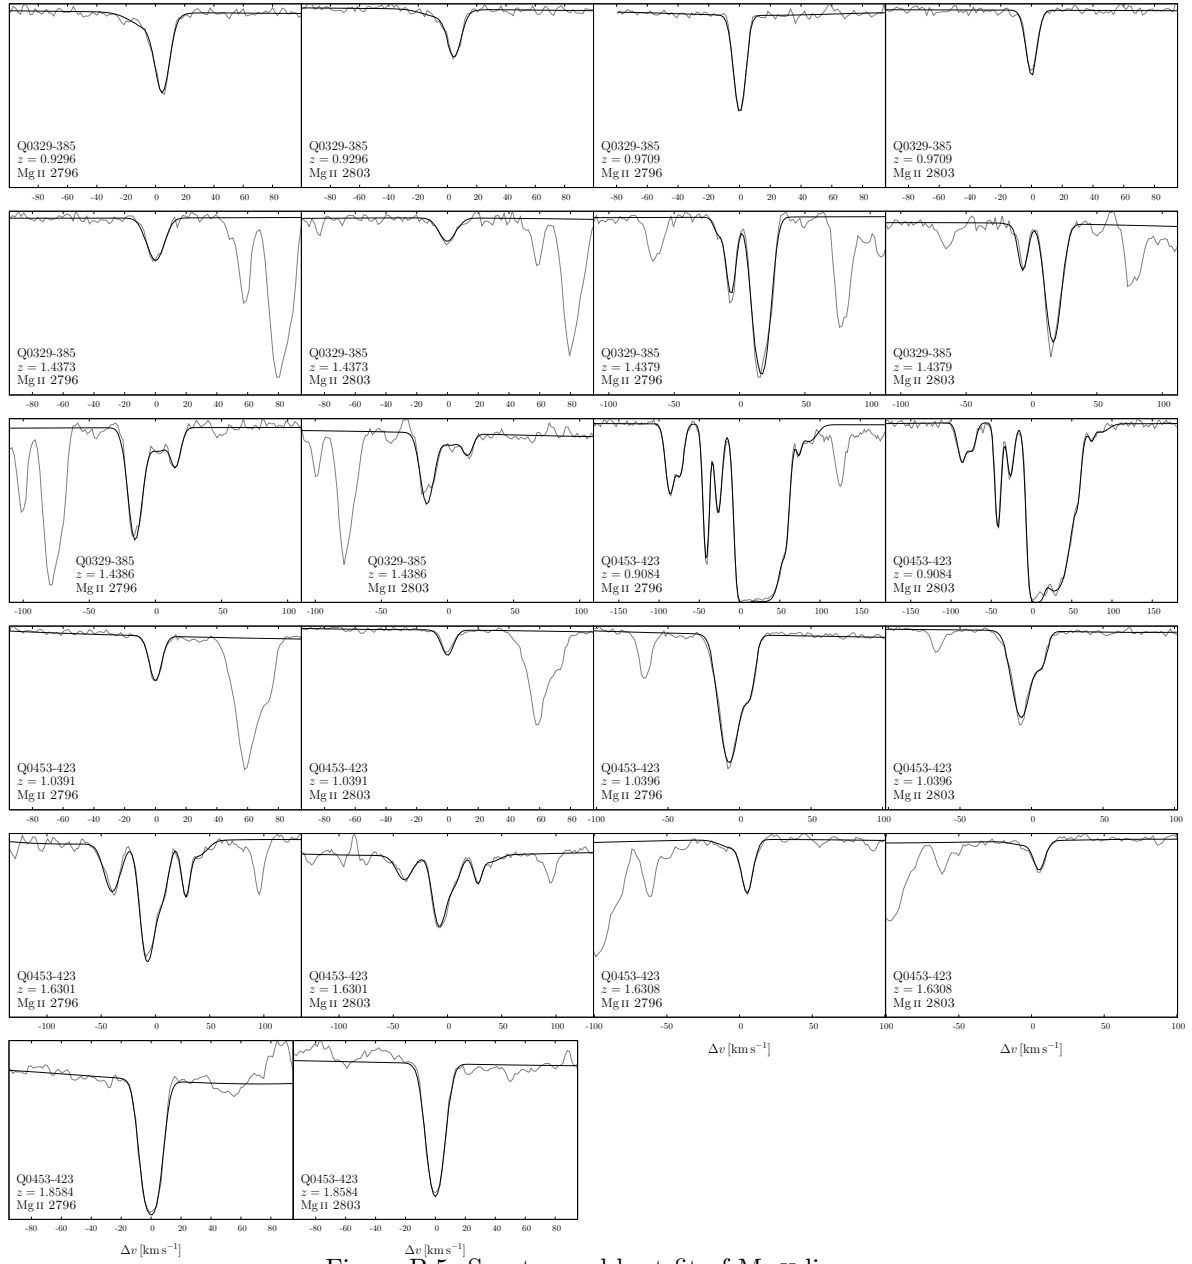 Q0329-385 Q0329-385 Q0329-385 Q0329-385
z = 0.9296 z = 0.9296 z = 0.9709 z = 0.9709
Mg II 2796 Mg II 2803 Mg II 2796 Mg II 2803
-80 -60 -40 -20 0 20 40 60 80 -80 -60 -40 -20 0 20 40 60 80 -80 -60 -40 -20 0 20 40 60 80 -80 -60 -40 -20 0 20 40 60 80
Q0329-385 Q0329-385 Q0329-385 Q0329-385
z = 1.4373 z = 1.4373 z = 1.4379 z = 1.4379
Mg II 2796 Mg II 2803 Mg II 2796 Mg II 2803
-80 -60 -40 -20 0 20 40 60 80 -80 -60 -40 -20 0 20 40 60 80 -100 -50 0 50 100 -100 -50 0 50 100
Q0329-385 Q0329-385 Q0453-423 Q0453-423
z = 1.4386 z = 1.4386 z = 0.9084 z = 0.9084
Mg II 2796 Mg II 2803 Mg II 2796 Mg II 2803
-100 -50 0 50 100 -100 -50 0 50 100 -150 -100 -50 0 50 100 150 -150 -100 -50 0 50 100 150
Q0453-423 Q0453-423 Q0453-423 Q0453-423
z = 1.0391 z = 1.0391 z = 1.0396 z = 1.0396
Mg II 2796 Mg II 2803 Mg II 2796 Mg II 2803
-80 -60 -40 -20 0 20 40 60 80 -80 -60 -40 -20 0 20 40 60 80 -100 -50 0 50 100 -50 0 50 100
Q0453-423 Q0453-423 Q0453-423 Q0453-423
z = 1.6301 z = 1.6301 z = 1.6308 z = 1.6308
Mg II 2796 Mg II 2803 Mg II 2796 Mg II 2803
-100 -50 0 50 100 -100 -50 0 50 100 -100 -50 0 50 100 -50 0 50 100
Δv [km s⁻¹] Δv [km s⁻¹]
Q0453-423 Q0453-423
z = 1.8584 z = 1.8584
Mg II 2796 Mg II 2803
-80 -60 -40 -20 0 20 40 60 80 -80 -60 -40 -20 0 20 40 60 80
Δv [km s⁻¹] Δv [km s⁻¹]